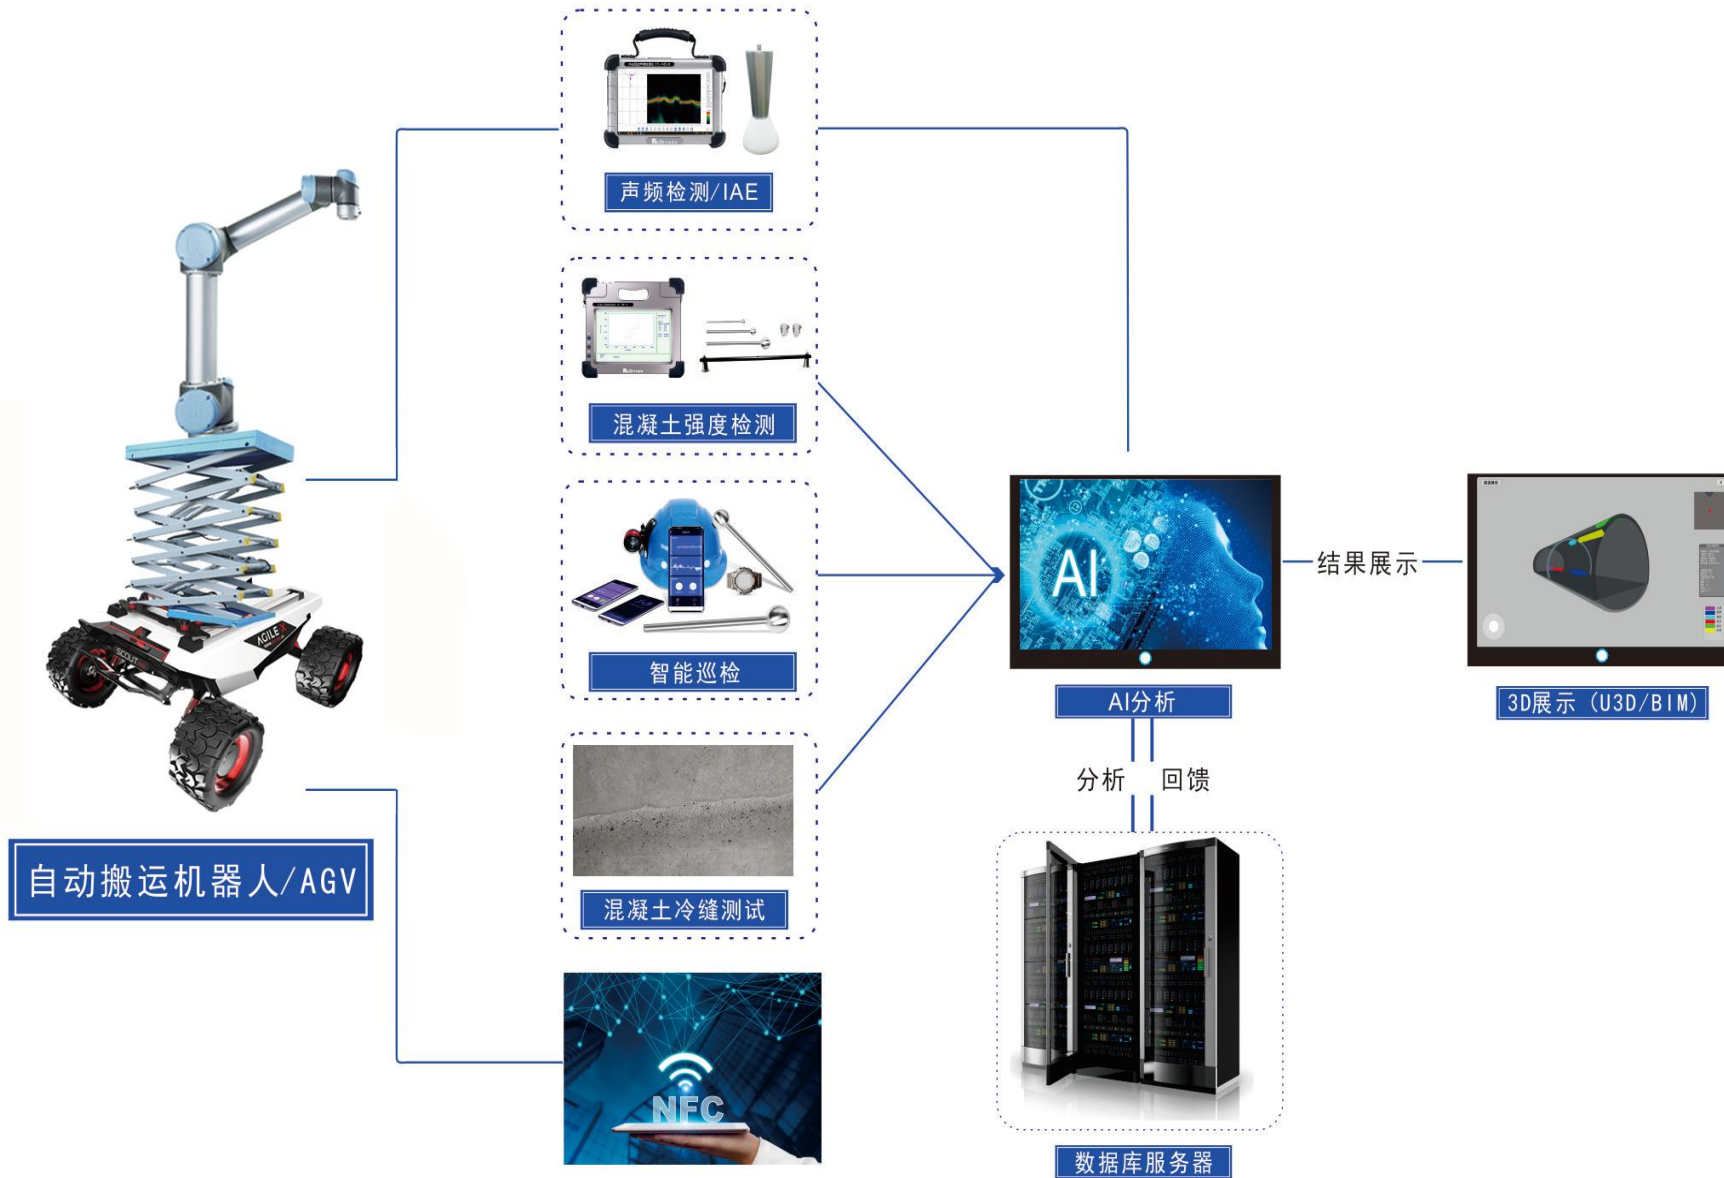 声频检测/IAE
混凝土强度检测
智能巡检
混凝土冷缝测试
NFC
自动搬运机器人/AGV
AGILE X
SCOUT
AI
AI分析
结果展示
3D展示（U3D/BIM）
分析 回馈
数据库服务器